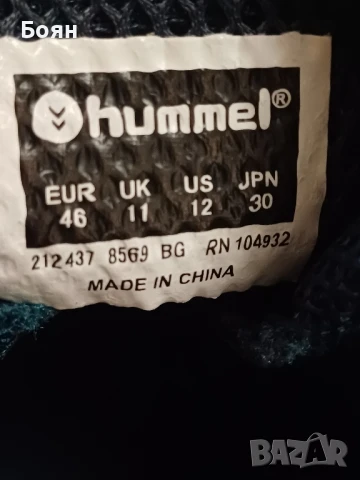 Боян
hummel®
EUR UK US JPN
46 11 12 30
212437 8569 BG RN 104932
MADE IN CHINA
BAZAR